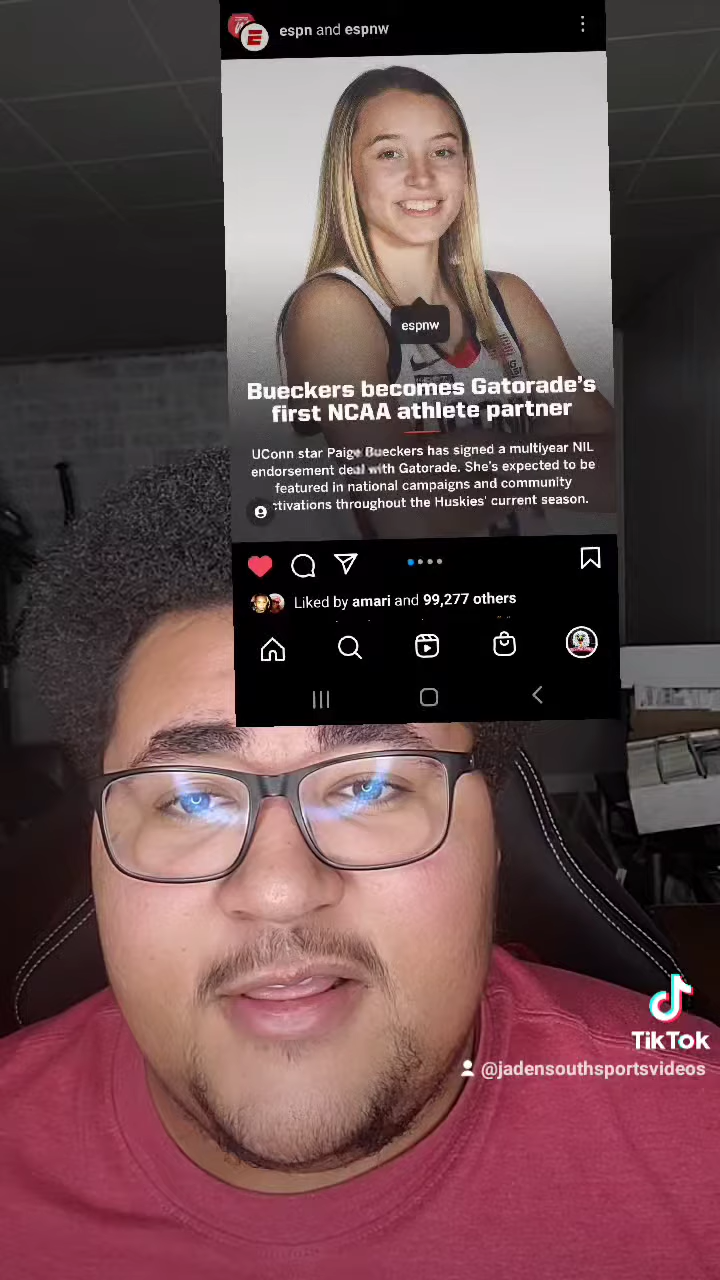 espn and espnw
espnw
Bueckers becomes Gatorade's
first NCAA athlete partner
UConn star Paige Bueckers has signed a multiyear NIL
endorsement deal with Gatorade. She's expected to be
featured in national campaigns and community
ctivations throughout the Huskies' current season.
Liked by amari and 99,277 others
TikTok
@jadensouthsportsvideos